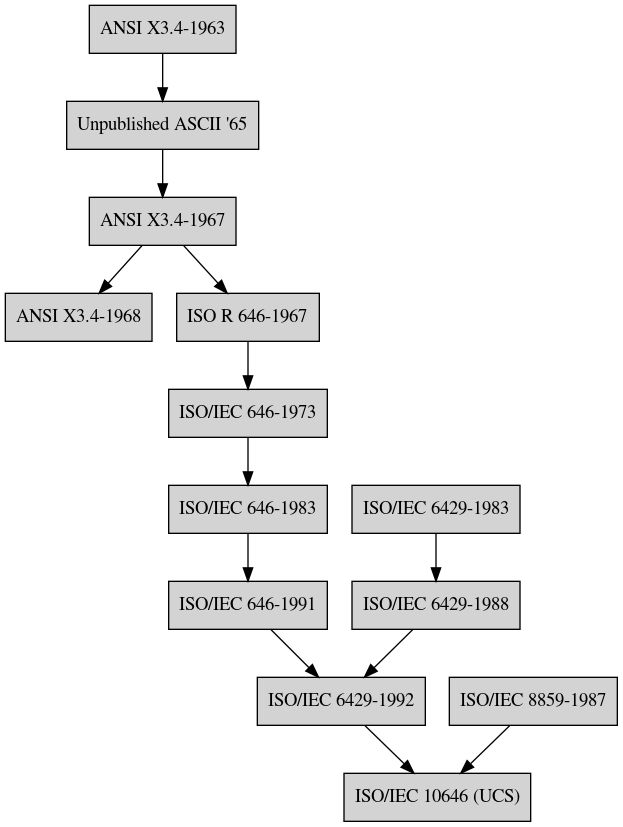 ANSI X3.4-1963
Unpublished ASCII '65
ANSI X3.4-1967
ANSI X3.4-1968
ISO R 646-1967
ISO/IEC 646-1973
ISO/IEC 646-1983
ISO/IEC 6429-1983
ISO/IEC 646-1991
ISO/IEC 6429-1988
ISO/IEC 6429-1992
ISO/IEC 8859-1987
ISO/IEC 10646 (UCS)